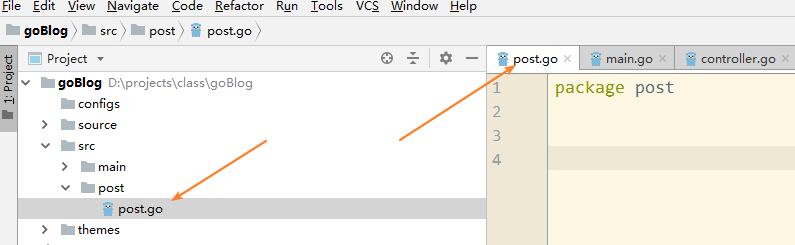 File Edit View Navigate Code Refactor Run Tools VCS Window Help
goBlog src post post.go
1: Project
Project
goBlog D:\projects\class\goBlog
configs
source
src
main
post
post.go
themes
post.go main.go controller.go
1 package post
2
3
4